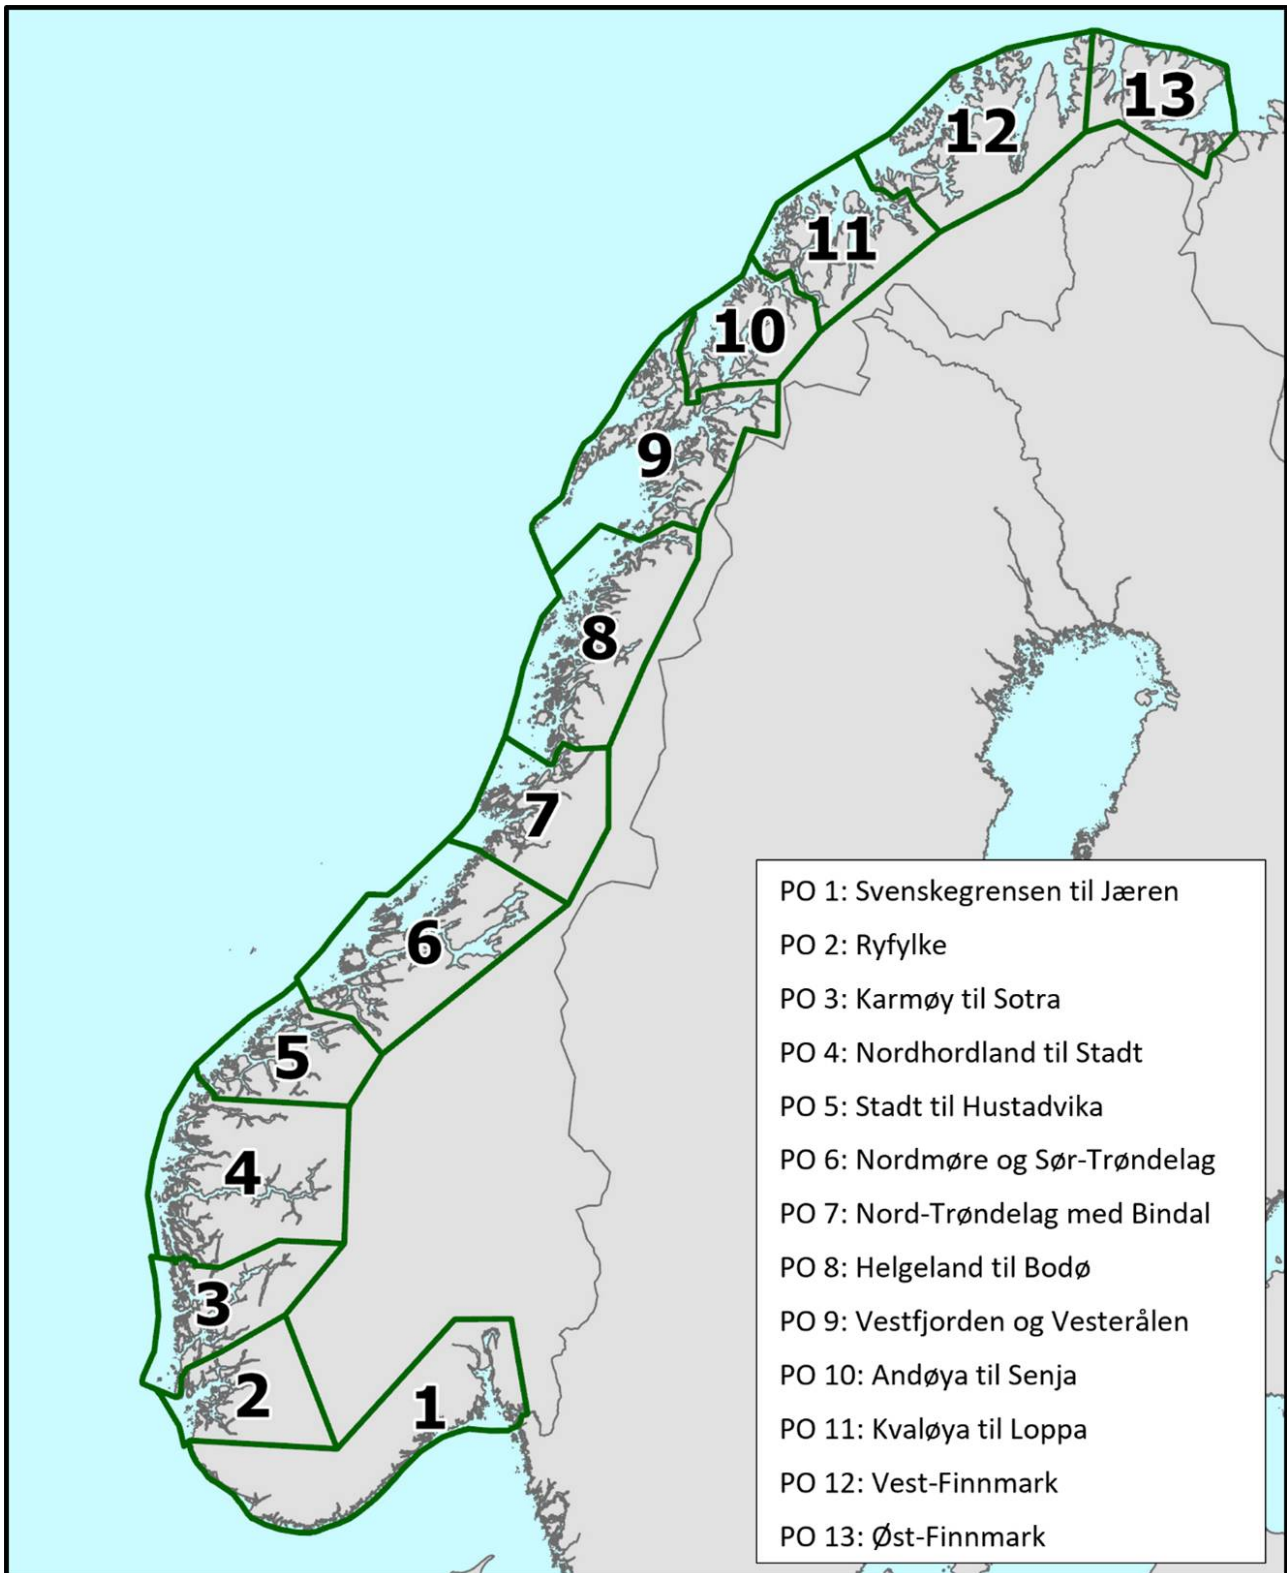 13
12
11
10
9
8
7
6
5
4
3
2
1
PO 1: Svenskegrensen til Jæren
PO 2: Ryfylke
PO 3: Karmøy til Sotra
PO 4: Nordhordland til Stadt
PO 5: Stadt til Hustadvika
PO 6: Nordmøre og Sør-Trøndelag
PO 7: Nord-Trøndelag med Bindal
PO 8: Helgeland til Bodø
PO 9: Vestfjorden og Vesterålen
PO 10: Andøya til Senja
PO 11: Kvaløya til Loppa
PO 12: Vest-Finnmark
PO 13: Øst-Finnmark